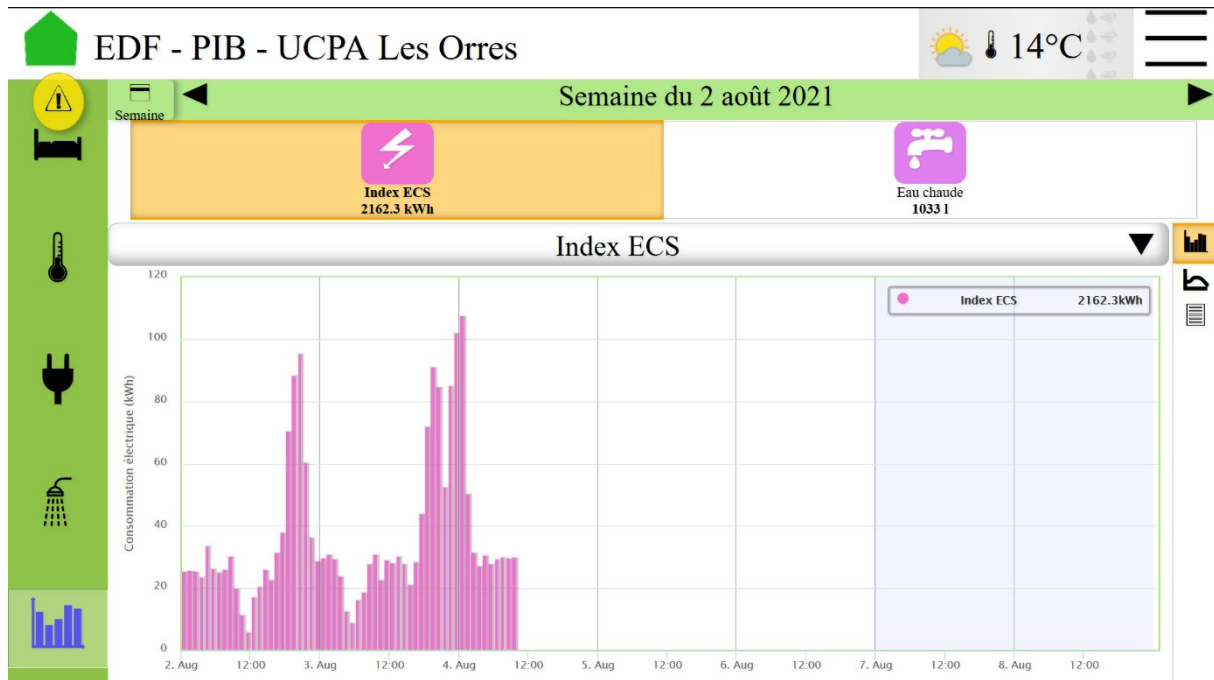 EDF - PIB - UCPA Les Orres
14°C
Semaine
Semaine du 2 août 2021
Index ECS
2162.3 kWh
Eau chaude
1033 l
Index ECS
120
100
80
60
40
20
0
Consommation électrique (kWh)
Index ECS 2162.3kWh
2. Aug 12:00 3. Aug 12:00 4. Aug 12:00 5. Aug 12:00 6. Aug 12:00 7. Aug 12:00 8. Aug 12:00